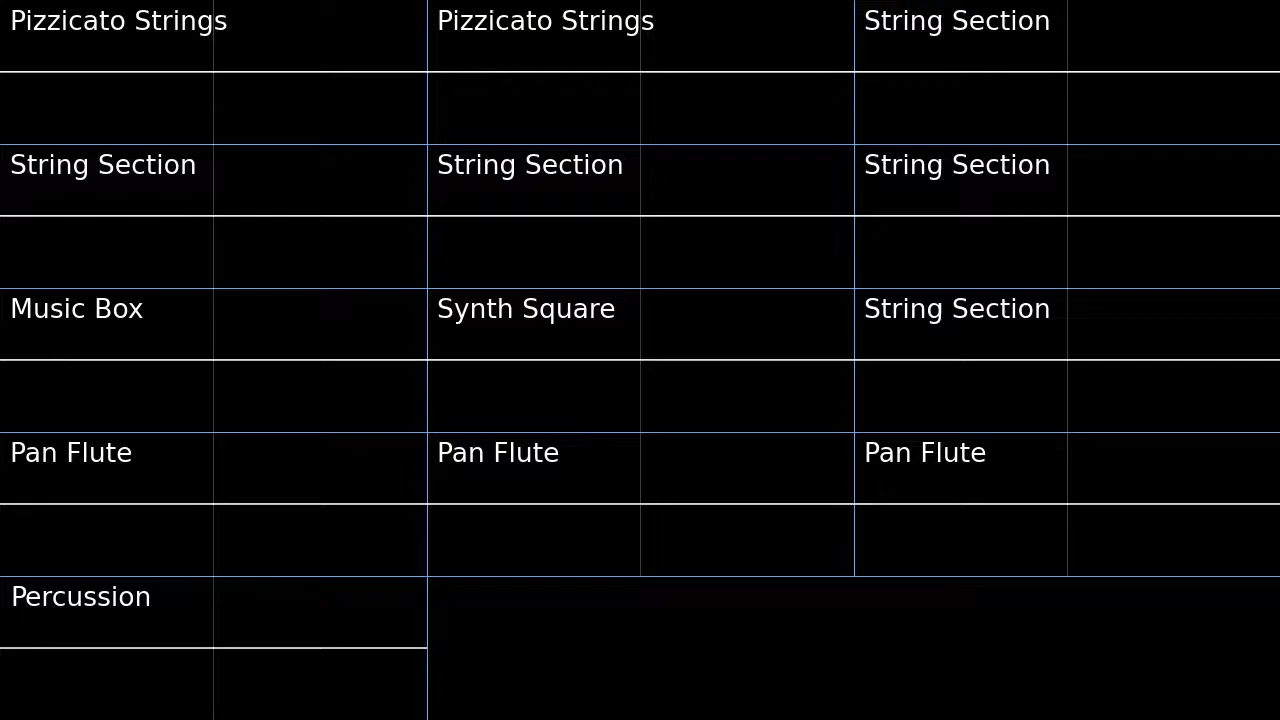 Pizzicato Strings
Pizzicato Strings
String Section
String Section
String Section
String Section
Music Box
Synth Square
String Section
Pan Flute
Pan Flute
Pan Flute
Percussion